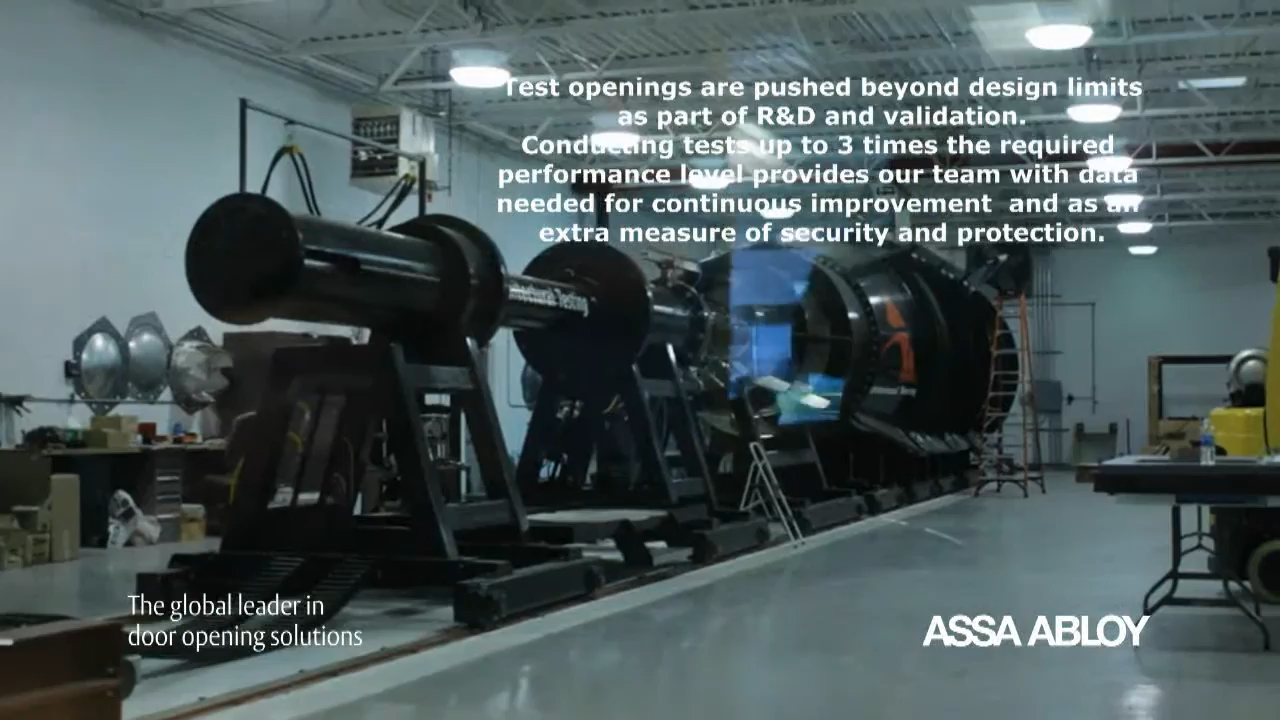 Test openings are pushed beyond design limits
as part of R&D and validation.
Conducting tests up to 3 times the required
performance level provides our team with data
needed for continuous improvement  and as an
extra measure of security and protection.
Testing
The global leader in
door opening solutions
ASSA ABLOY